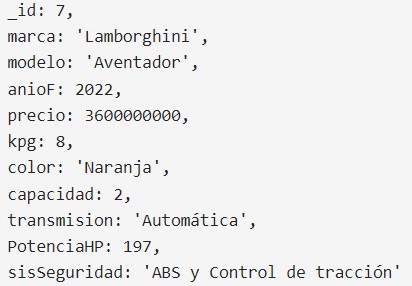 _id: 7,
marca: 'Lamborghini',
modelo: 'Aventador',
anioF: 2022,
precio: 3600000000,
kpg: 8,
color: 'Naranja',
capacidad: 2,
transmision: 'Automática',
PotenciaHP: 197,
sisSeguridad: 'ABS y Control de tracción'